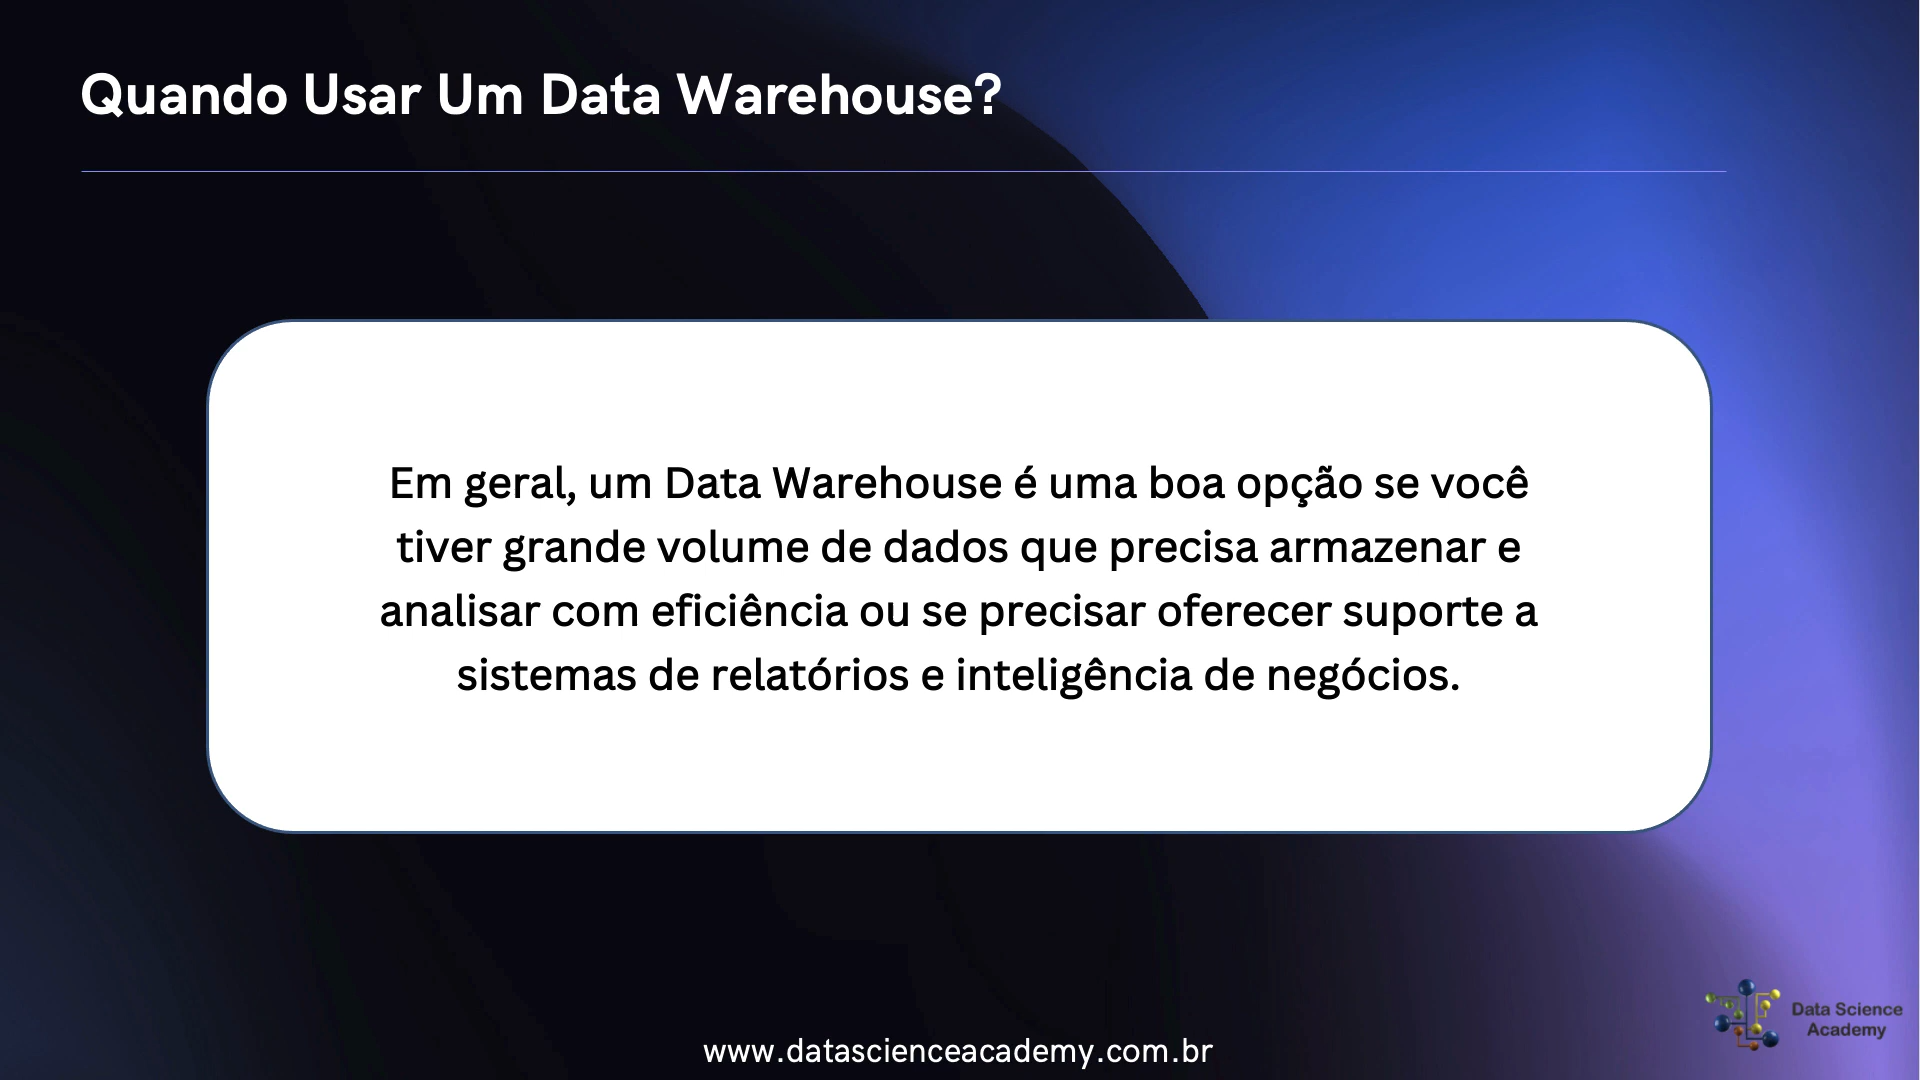 Quando Usar Um Data Warehouse?
Em geral, um Data Warehouse é uma boa opção se você
tiver grande volume de dados que precisa armazenar e
analisar com eficiência ou se precisar oferecer suporte a
sistemas de relatórios e inteligência de negócios.
Data Science
Academy
www.datascienceacademy.com.br